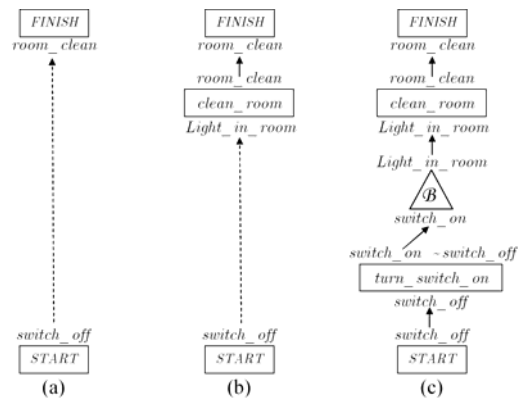 FINISH
room_clean
switch_off
START
(a)
FINISH
room_clean
room_clean
clean_room
Light_in_room
switch_off
START
(b)
FINISH
room_clean
room_clean
clean_room
Light_in_room
Light_in_room
ℬ
switch_on
switch_on ~switch_off
turn_switch_on
switch_off
switch_off
START
(c)